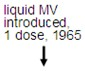 liquid MV
introduced,
1 dose, 1965